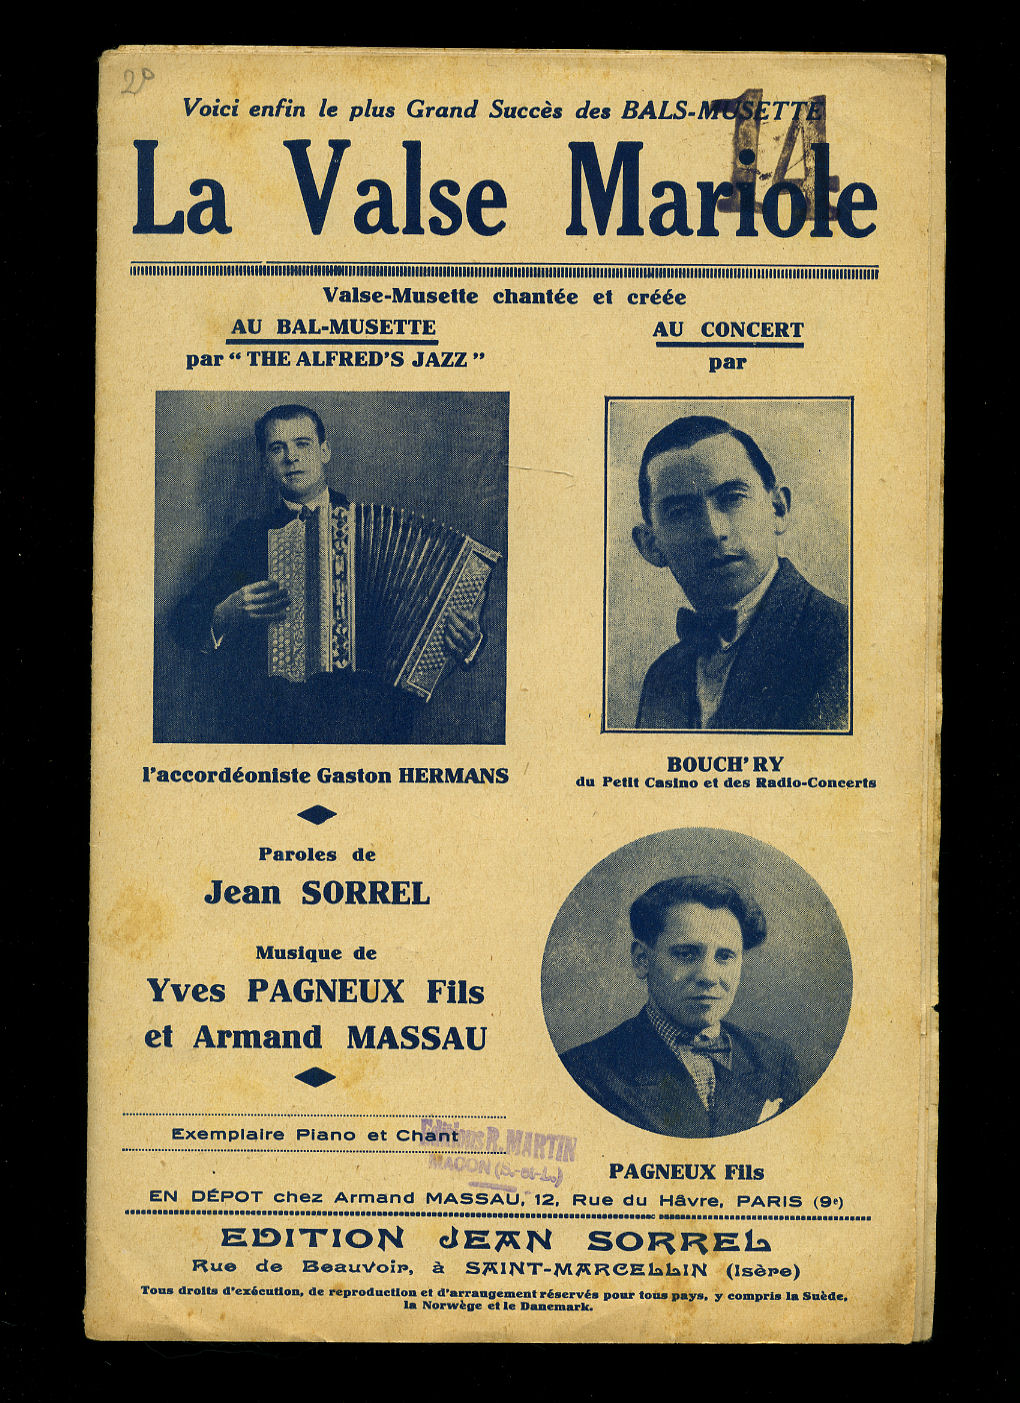 20
Voici enfin le plus Grand Succès des BALS-MUSETTE
14
La Valse Mariole
Valse-Musette chantée et créée
AU BAL-MUSETTE
par “ THE ALFRED'S JAZZ ”
AU CONCERT
par
l'accordéoniste Gaston HERMANS
BOUCH'RY
du Petit Casino et des Radio-Concerts
Paroles de
Jean SORREL
Musique de
Yves PAGNEUX Fils
et Armand MASSAU
Exemplaire Piano et Chant
Editions R. MARTIN
MACON (S.-et-L.)
PAGNEUX Fils
EN DÉPOT chez Armand MASSAU, 12, Rue du Hâvre, PARIS (9e)
EDITION JEAN SORREL
Rue de Beauvoir, à SAINT-MARCELLIN (Isère)
Tous droits d'exécution, de reproduction et d'arrangement réservés pour tous pays, y compris la Suède,
la Norwège et le Danemark.